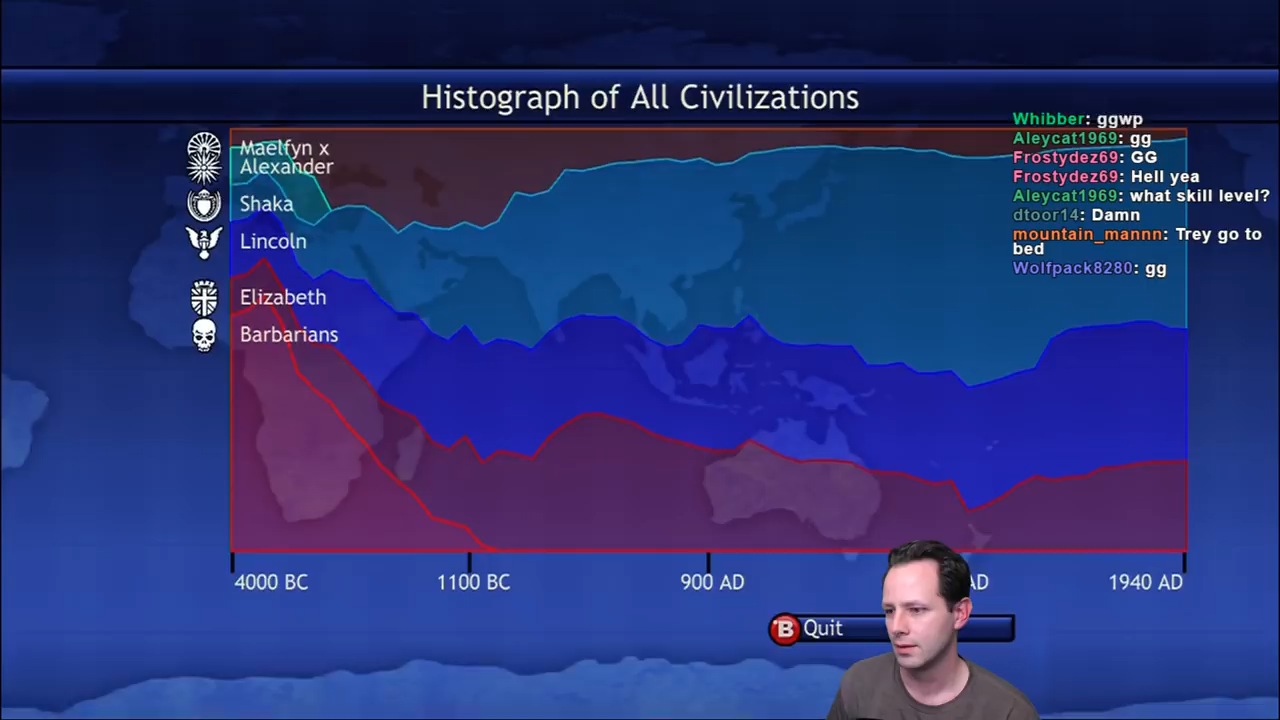 Histograph of All Civilizations
Maelfyn x
Alexander
Shaka
Lincoln
Elizabeth
Barbarians
Whibber: ggwp
Aleycat1969: gg
Frostydez69: GG
Frostydez69: Hell yea
Aleycat1969: what skill level?
dtoor14: Damn
mountain_mannn: Trey go to
bed
Wolfpack8280: gg
4000 BC
1100 BC
900 AD
AD
1940 AD
B Quit